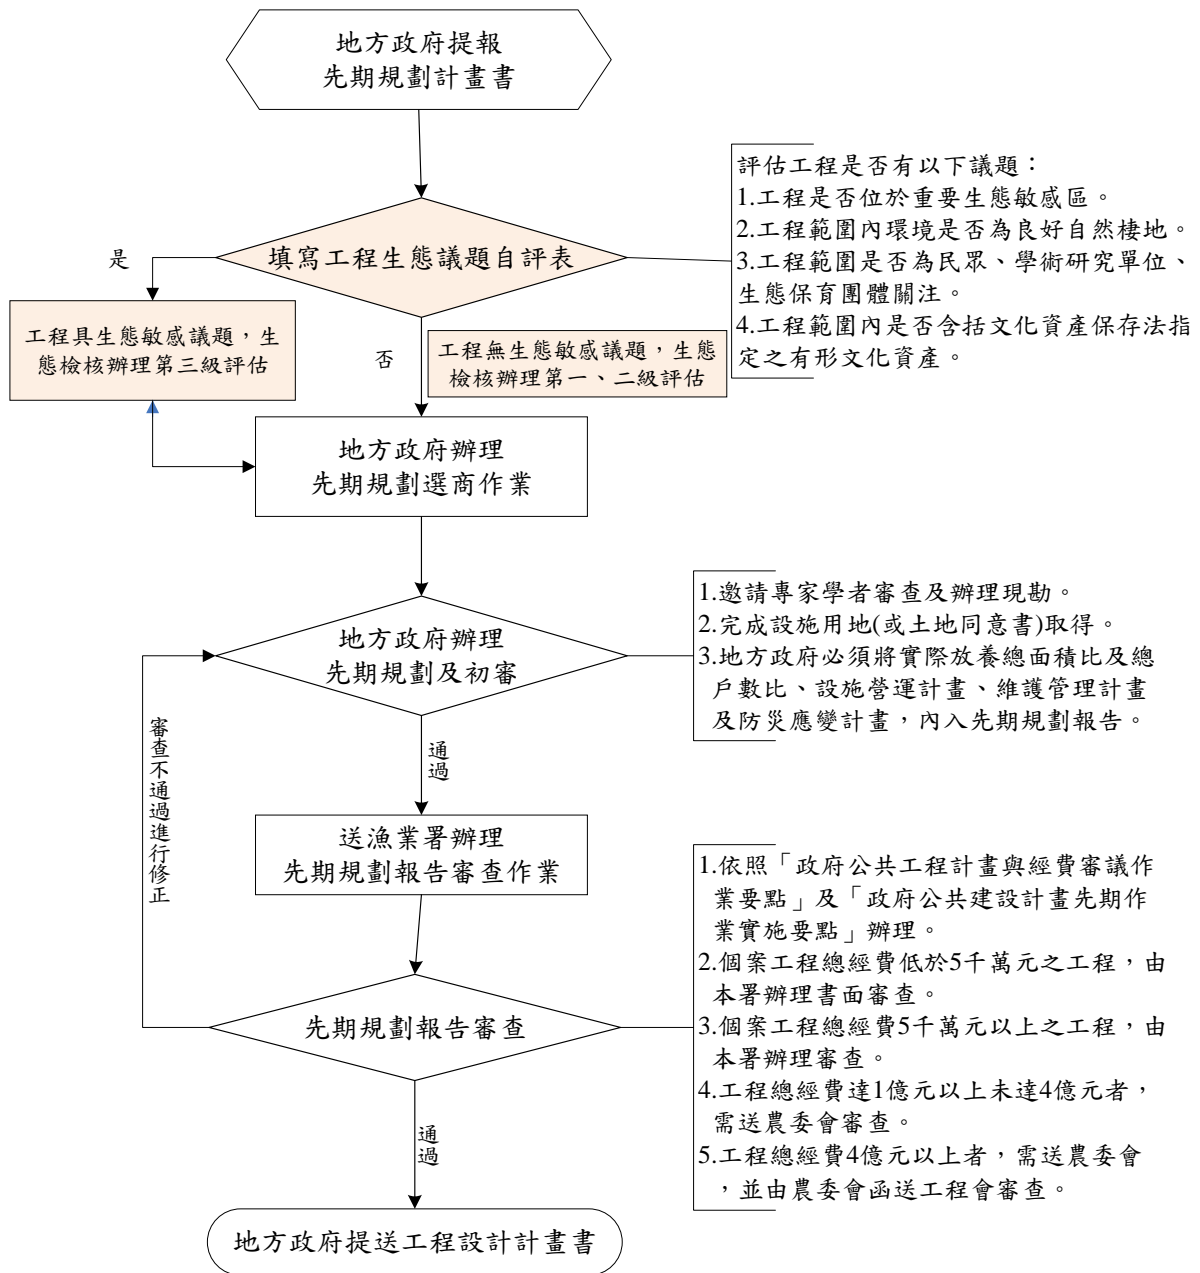 地方政府提報
先期規劃計畫書
評估工程是否有以下議題：
1.工程是否位於重要生態敏感區。
2.工程範圍內環境是否為良好自然棲地。
3.工程範圍是否為民眾、學術研究單位、
生態保育團體關注。
4.工程範圍內是否含括文化資產保存法指
定之有形文化資產。
填寫工程生態議題自評表
是
工程具生態敏感議題，生
態檢核辦理第三級評估
否
工程無生態敏感議題，生態
檢核辦理第一、二級評估
地方政府辦理
先期規劃選商作業
地方政府辦理
先期規劃及初審
1.邀請專家學者審查及辦理現勘。
2.完成設施用地(或土地同意書)取得。
3.地方政府必須將實際放養總面積比及總
戶數比、設施營運計畫、維護管理計畫
及防災應變計畫，內入先期規劃報告。
審查不通過進行修正
通過
送漁業署辦理
先期規劃報告審查作業
1.依照「政府公共工程計畫與經費審議作
業要點」及「政府公共建設計畫先期作
業實施要點」辦理。
2.個案工程總經費低於5千萬元之工程，由
本署辦理書面審查。
3.個案工程總經費5千萬元以上之工程，由
本署辦理審查。
4.工程總經費達1億元以上未達4億元者，
需送農委會審查。
5.工程總經費4億元以上者，需送農委會
，並由農委會函送工程會審查。
先期規劃報告審查
通過
地方政府提送工程設計計畫書